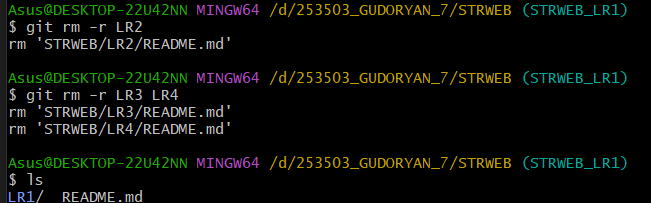 Asus@DESKTOP-22U42NN MINGW64 /d/253503_GUDORYAN_7/STRWEB (STRWEB_LR1)
$ git rm -r LR2
rm 'STRWEB/LR2/README.md'
Asus@DESKTOP-22U42NN MINGW64 /d/253503_GUDORYAN_7/STRWEB (STRWEB_LR1)
$ git rm -r LR3 LR4
rm 'STRWEB/LR3/README.md'
rm 'STRWEB/LR4/README.md'
Asus@DESKTOP-22U42NN MINGW64 /d/253503_GUDORYAN_7/STRWEB (STRWEB_LR1)
$ ls
LR1/  README.md